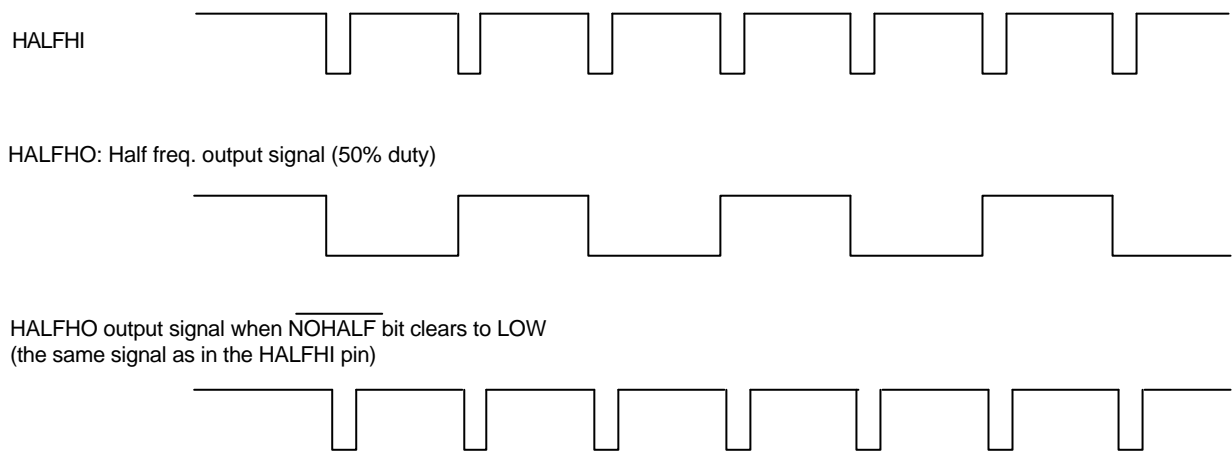 HALFHI
HALFHO: Half freq. output signal (50% duty)
HALFHO output signal when NOHALF bit clears to LOW
(the same signal as in the HALFHI pin)